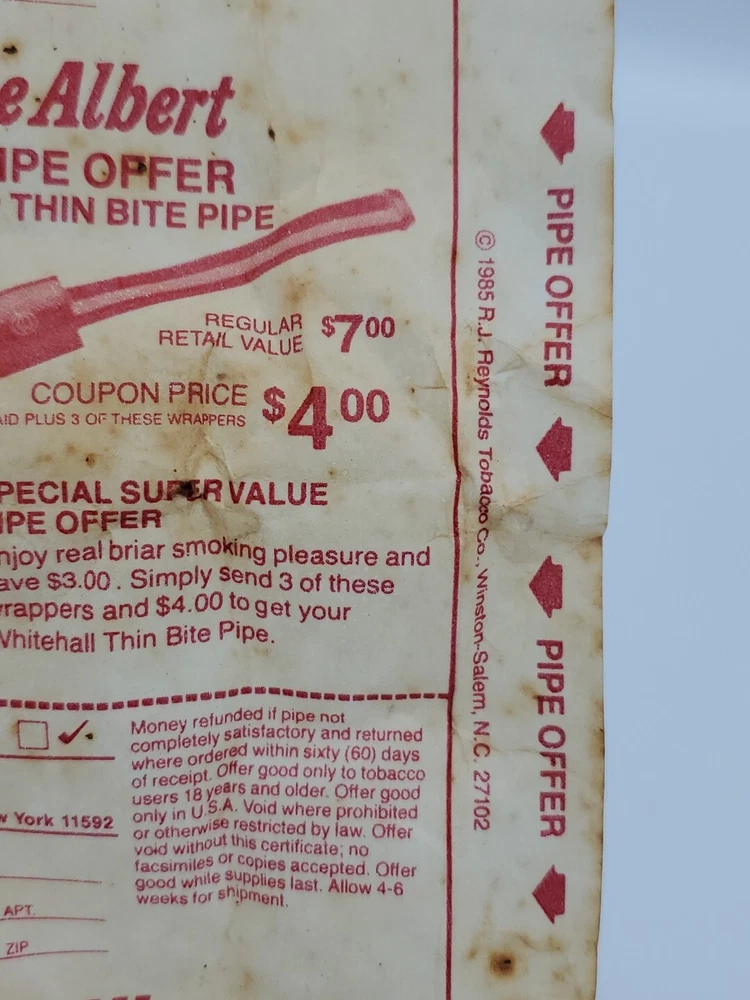 e Albert
IPE OFFER
THIN BITE PIPE
REGULAR
RETAIL VALUE $7.00
COUPON PRICE $4.00
AID PLUS 3 OF THESE WRAPPERS
PECIAL SUPER VALUE
IPE OFFER
njoy real briar smoking pleasure and
ave $3.00. Simply send 3 of these
rappers and $4.00 to get your
Whitehall Thin Bite Pipe.
Money refunded if pipe not
completely satisfactory and returned
where ordered within sixty (60) days
of receipt. Offer good only to tobacco
users 18 years and older. Offer good
only in U.S.A. Void where prohibited
or otherwise restricted by law. Offer
void without this certificate; no
facsimiles or copies accepted. Offer
good while supplies last. Allow 4-6
weeks for shipment.
w York 11592
APT.
ZIP
© 1985 R.J. Reynolds Tobacco Co., Winston-Salem, N.C. 27102
PIPE OFFER
PIPE OFFER